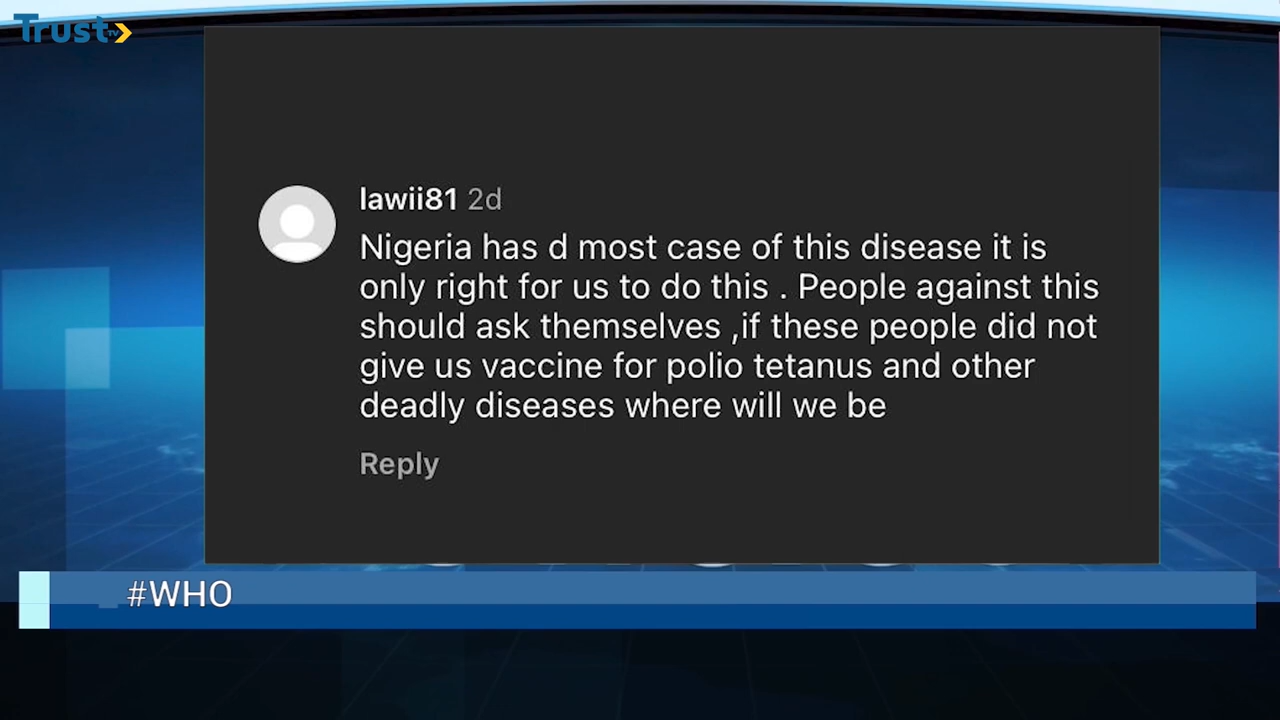 Trust TV
lawii81 2d
Nigeria has d most case of this disease it is
only right for us to do this . People against this
should ask themselves ,if these people did not
give us vaccine for polio tetanus and other
deadly diseases where will we be
Reply
#WHO